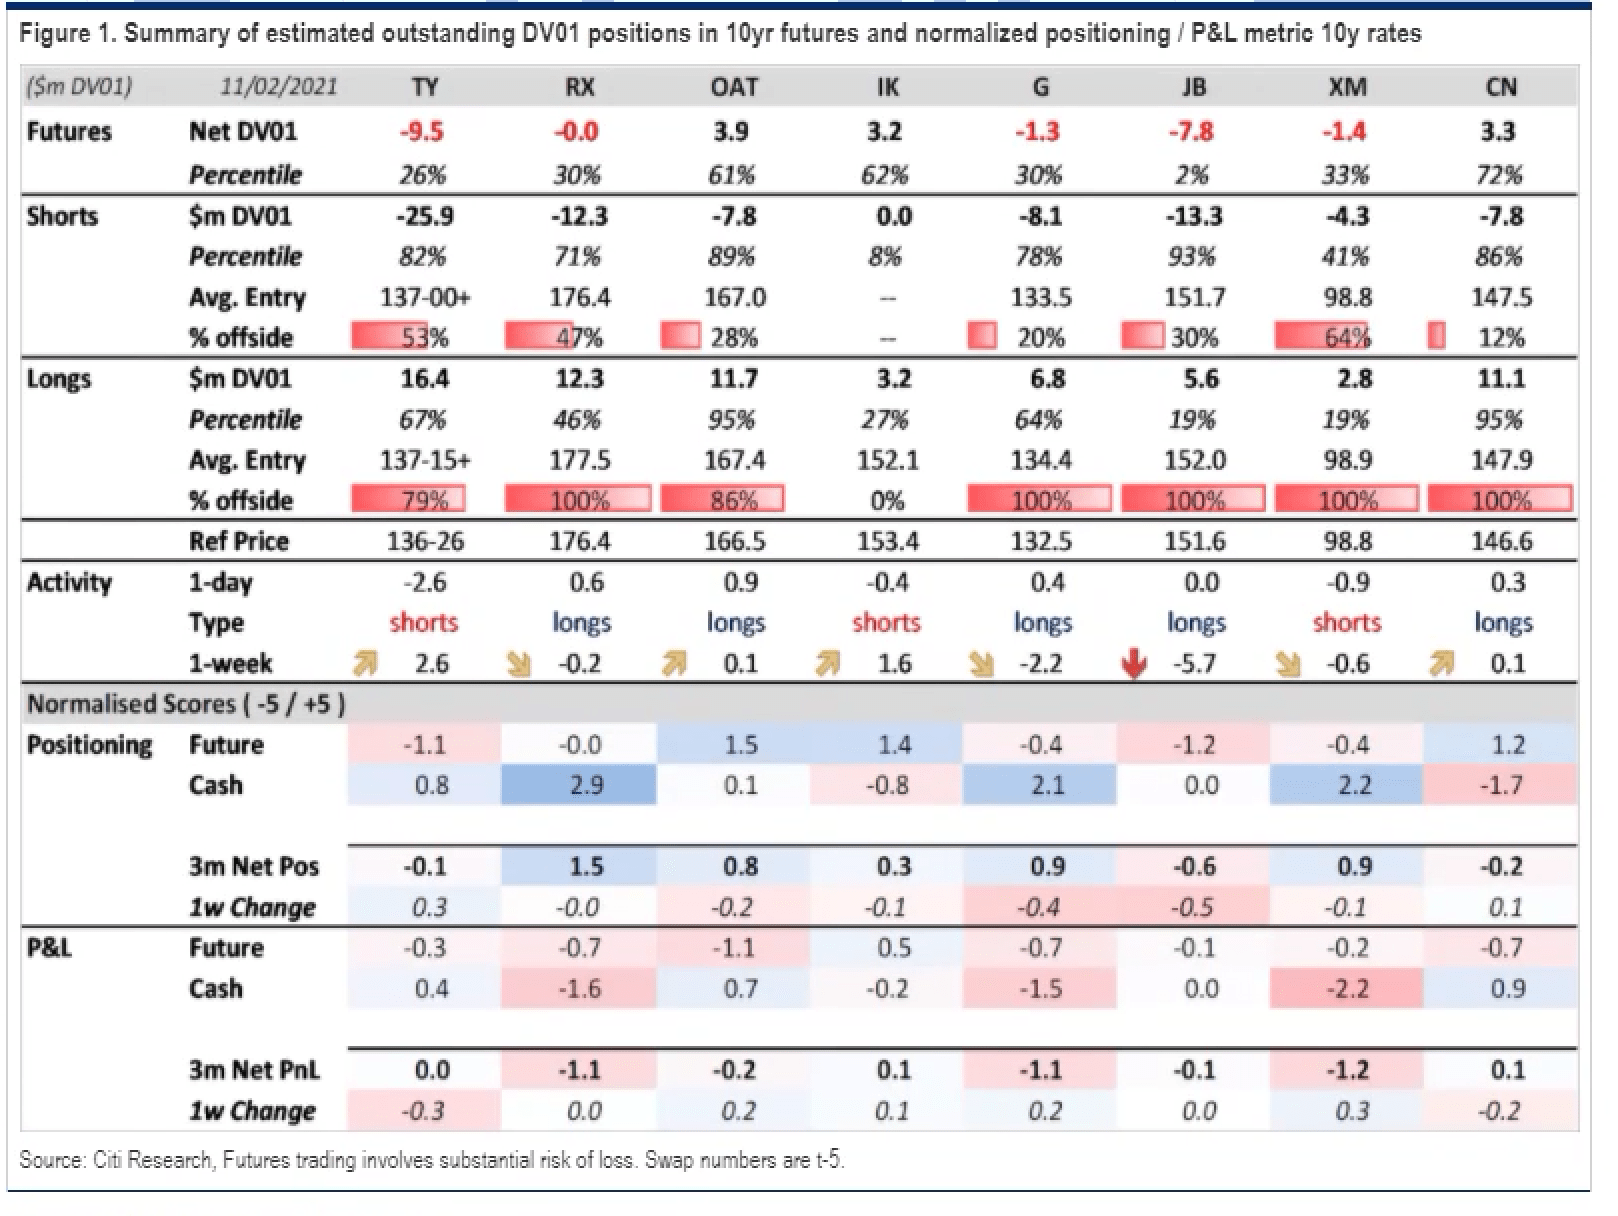 Figure 1. Summary of estimated outstanding DV01 positions in 10yr futures and normalized positioning / P&L metric 10y rates
($m DV01) 11/02/2021 TY RX OAT IK G JB XM CN
Futures Net DV01 -9.5 -0.0 3.9 3.2 -1.3 -7.8 -1.4 3.3
Percentile 26% 30% 61% 62% 30% 2% 33% 72%
Shorts $m DV01 -25.9 -12.3 -7.8 0.0 -8.1 -13.3 -4.3 -7.8
Percentile 82% 71% 89% 8% 78% 93% 41% 86%
Avg. Entry 137-00+ 176.4 167.0 -- 133.5 151.7 98.8 147.5
% offside 53% 47% 28% -- 20% 30% 64% 12%
Longs $m DV01 16.4 12.3 11.7 3.2 6.8 5.6 2.8 11.1
Percentile 67% 46% 95% 27% 64% 19% 19% 95%
Avg. Entry 137-15+ 177.5 167.4 152.1 134.4 152.0 98.9 147.9
% offside 79% 100% 86% 0% 100% 100% 100% 100%
Ref Price 136-26 176.4 166.5 153.4 132.5 151.6 98.8 146.6
Activity 1-day -2.6 0.6 0.9 -0.4 0.4 0.0 -0.9 0.3
Type shorts longs longs shorts longs longs shorts longs
1-week 2.6 -0.2 0.1 1.6 -2.2 -5.7 -0.6 0.1
Normalised Scores ( -5 / +5 )
Positioning Future -1.1 -0.0 1.5 1.4 -0.4 -1.2 -0.4 1.2
Cash 0.8 2.9 0.1 -0.8 2.1 0.0 2.2 -1.7
3m Net Pos -0.1 1.5 0.8 0.3 0.9 -0.6 0.9 -0.2
1w Change 0.3 -0.0 -0.2 -0.1 -0.4 -0.5 -0.1 0.1
P&L Future -0.3 -0.7 -1.1 0.5 -0.7 -0.1 -0.2 -0.7
Cash 0.4 -1.6 0.7 -0.2 -1.5 0.0 -2.2 0.9
3m Net PnL 0.0 -1.1 -0.2 0.1 -1.1 -0.1 -1.2 0.1
1w Change -0.3 0.0 0.2 0.1 0.2 0.0 0.3 -0.2
Source: Citi Research, Futures trading involves substantial risk of loss. Swap numbers are t-5.